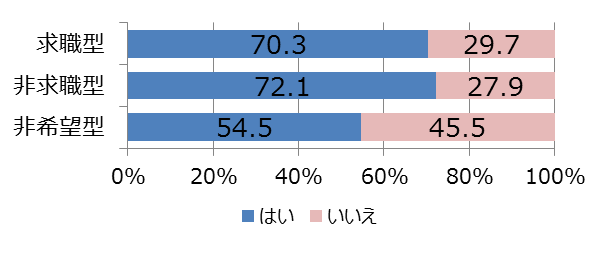 求職型 70.3 29.7
非求職型 72.1 27.9
非希望型 54.5 45.5
0% 20% 40% 60% 80% 100%
はい いいえ